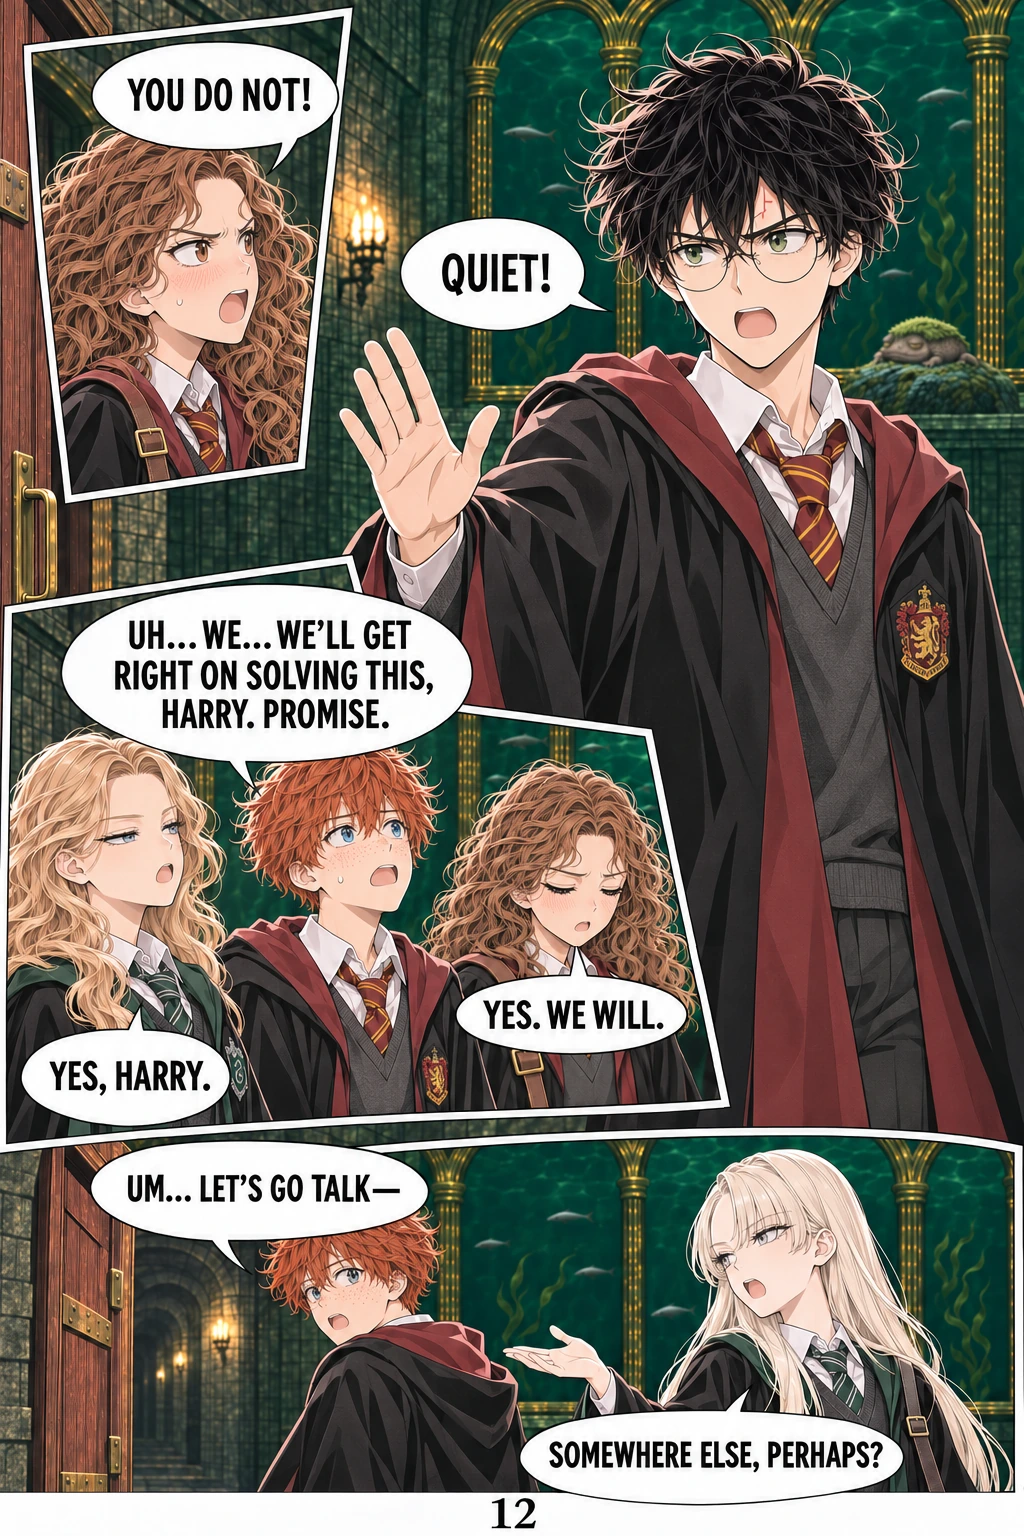 YOU DO NOT!
QUIET!
UH... WE... WE'LL GET
RIGHT ON SOLVING THIS,
HARRY. PROMISE.
YES, HARRY.
YES. WE WILL.
UM... LET'S GO TALK—
SOMEWHERE ELSE, PERHAPS?
12